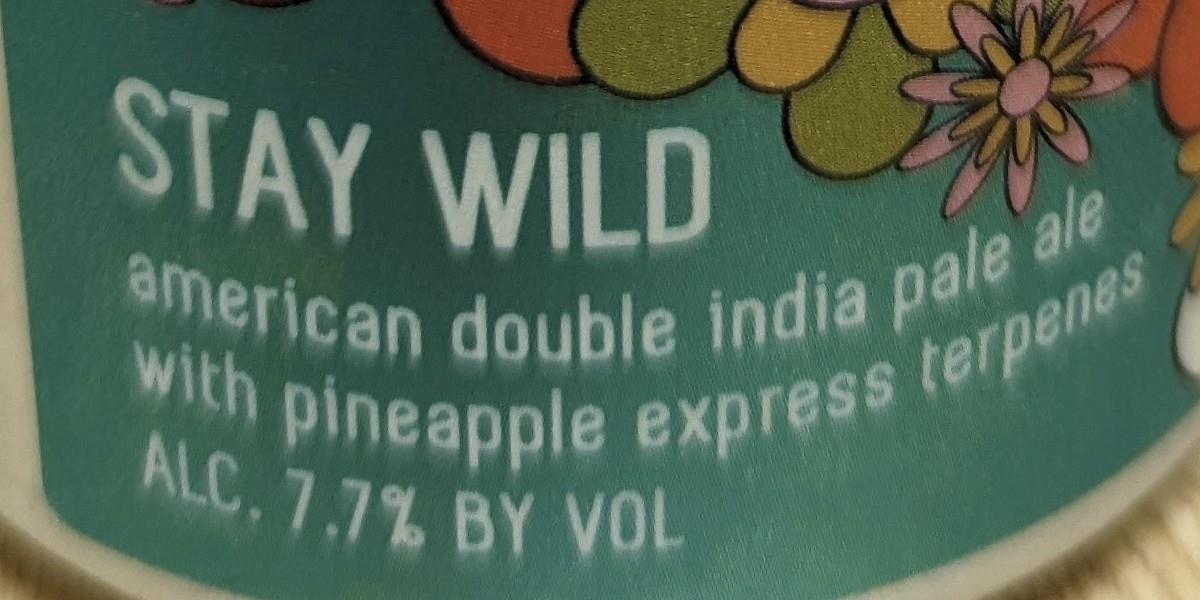 STAY WILD
american double india pale ale
with pineapple express terpenes
ALC. 7.7% BY VOL